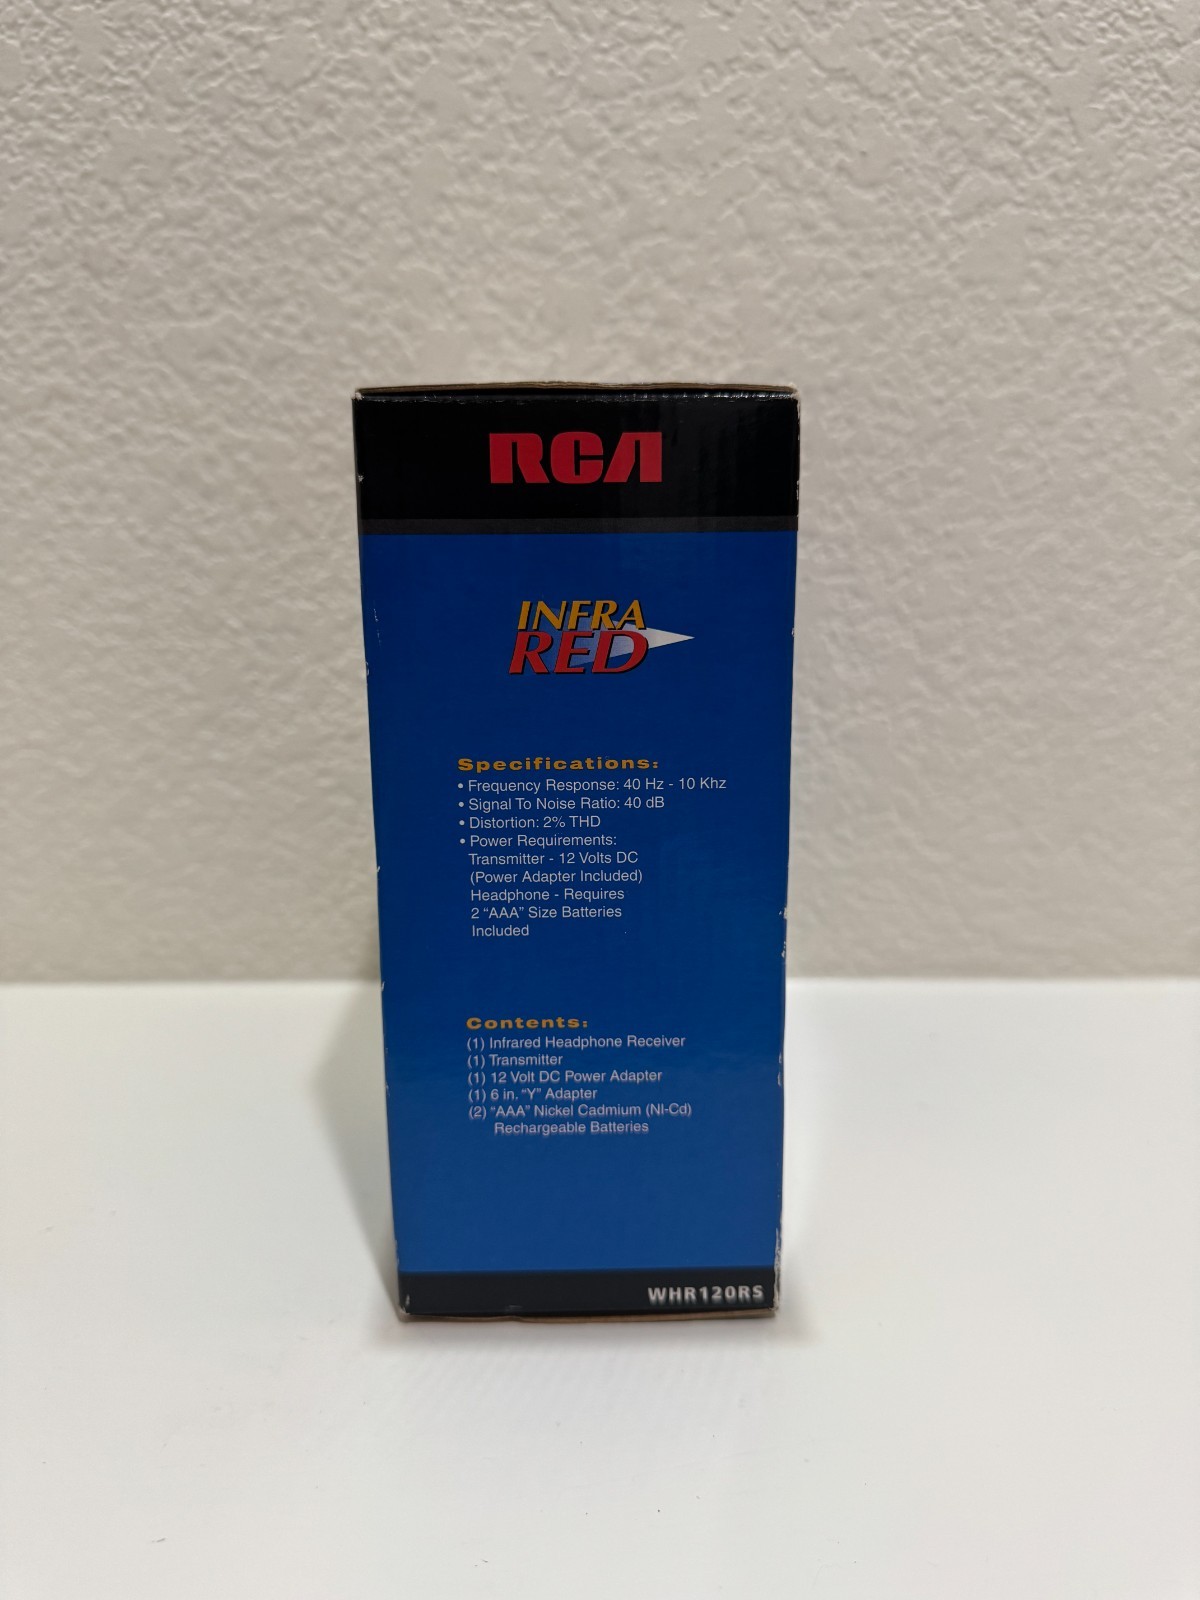 RCA
INFRA
RED
Specifications:
• Frequency Response: 40 Hz - 10 Khz
• Signal To Noise Ratio: 40 dB
• Distortion: 2% THD
• Power Requirements:
Transmitter - 12 Volts DC
(Power Adapter Included)
Headphone - Requires
2 “AAA” Size Batteries
Included
Contents:
(1) Infrared Headphone Receiver
(1) Transmitter
(1) 12 Volt DC Power Adapter
(1) 6 in. “Y” Adapter
(2) “AAA” Nickel Cadmium (NI-Cd)
Rechargeable Batteries
WHR120RS